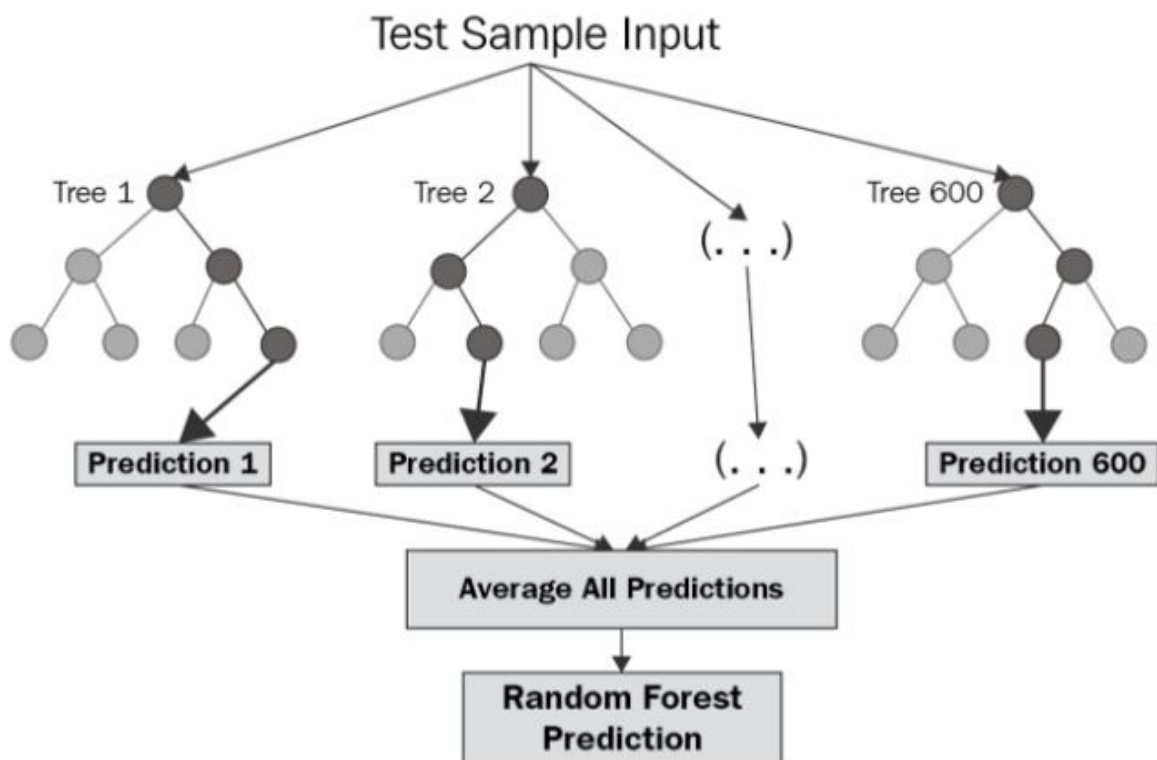 Test Sample Input
Tree 1
Tree 2
Tree 600
(. . .)
Prediction 1
Prediction 2
(. . .)
Prediction 600
Average All Predictions
Random Forest
Prediction